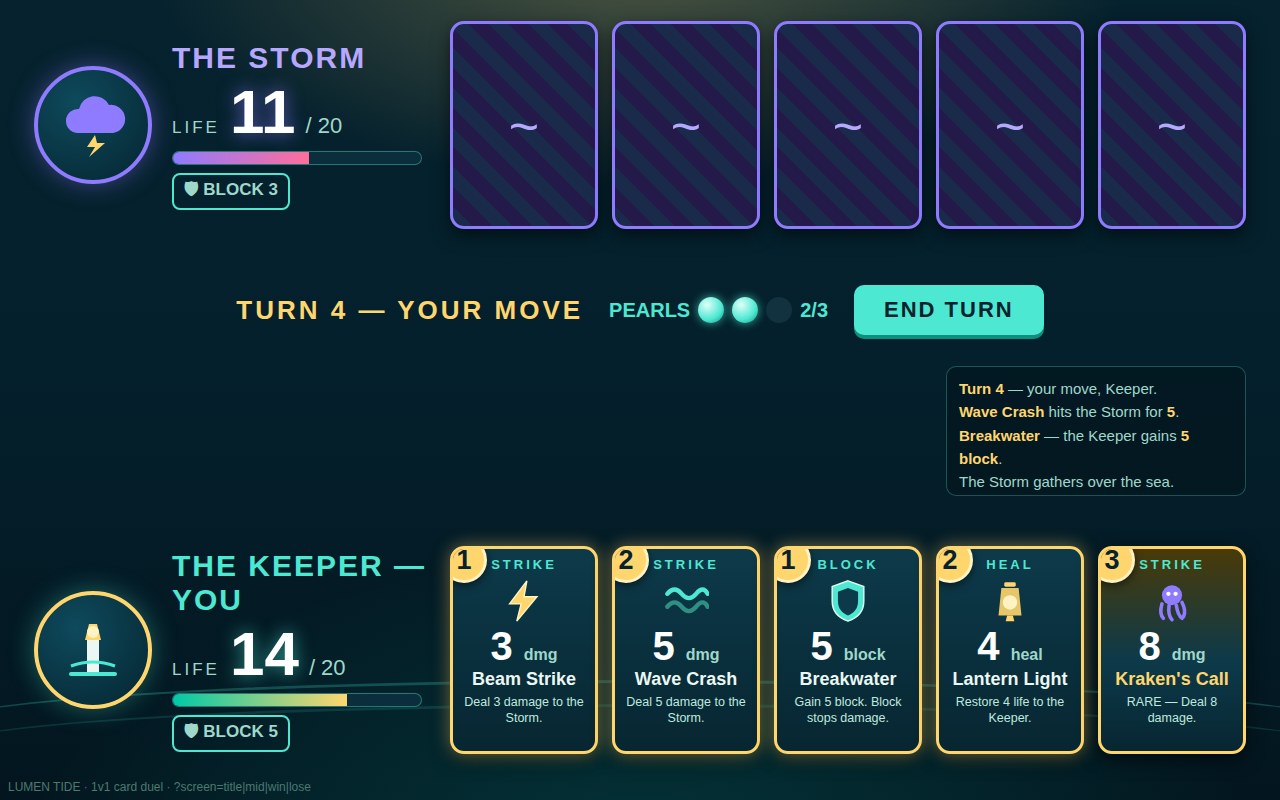 THE STORM
LIFE 11 / 20
BLOCK 3
~ ~ ~ ~ ~
TURN 4 — YOUR MOVE
PEARLS 2/3
END TURN
Turn 4 — your move, Keeper.
Wave Crash hits the Storm for 5.
Breakwater — the Keeper gains 5
block.
The Storm gathers over the sea.
THE KEEPER —
YOU
LIFE 14 / 20
BLOCK 5
1 STRIKE
3 dmg
Beam Strike
Deal 3 damage to the
Storm.
2 STRIKE
5 dmg
Wave Crash
Deal 5 damage to the
Storm.
1 BLOCK
5 block
Breakwater
Gain 5 block. Block
stops damage.
2 HEAL
4 heal
Lantern Light
Restore 4 life to the
Keeper.
3 STRIKE
8 dmg
Kraken's Call
RARE — Deal 8
damage.
LUMEN TIDE · 1v1 card duel · ?screen=title|mid|win|lose